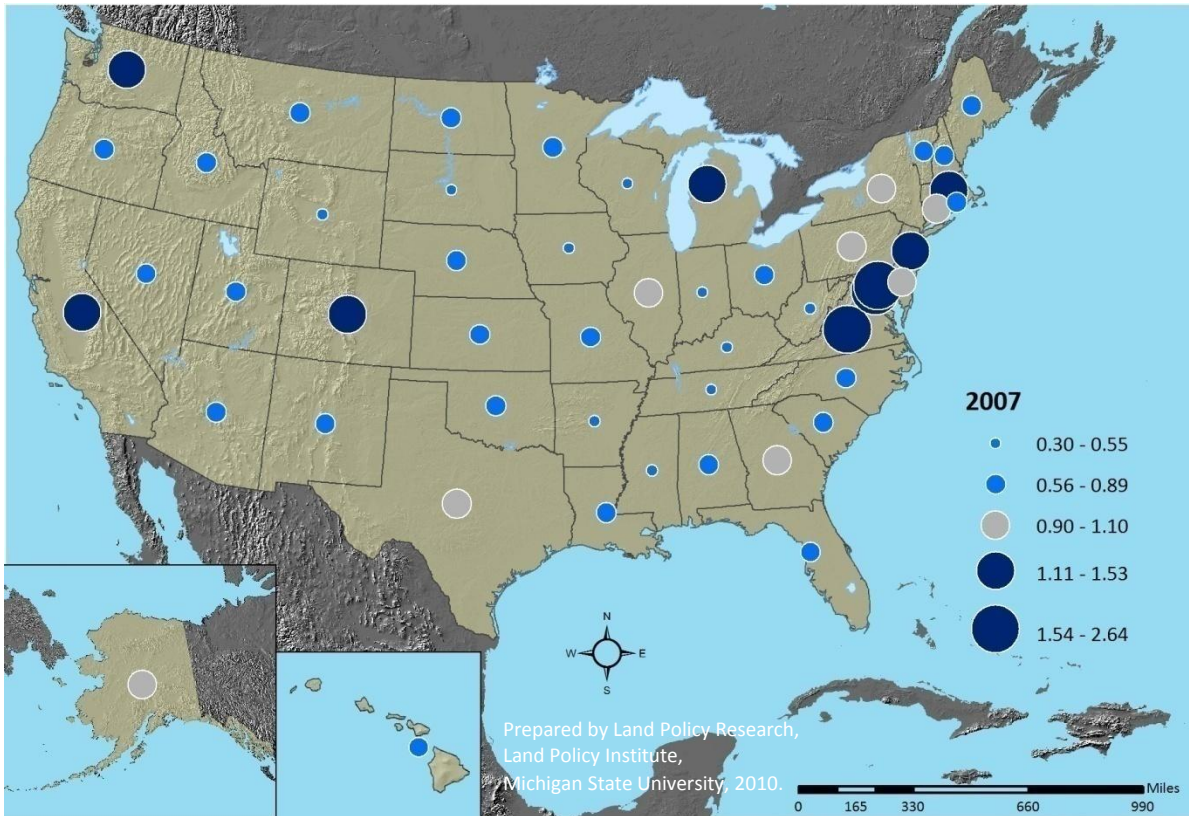 2007
0.30 - 0.55
0.56 - 0.89
0.90 - 1.10
1.11 - 1.53
1.54 - 2.64
N
W E
S
Prepared by Land Policy Research,
Land Policy Institute,
Michigan State University, 2010.
Miles
0 165 330 660 990